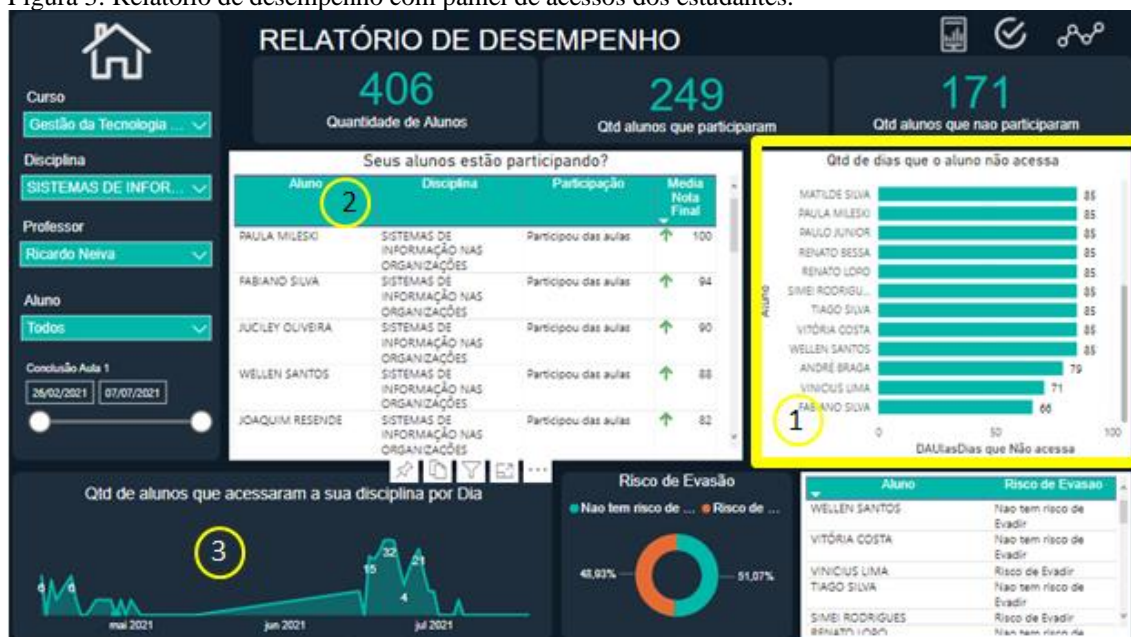 Figura 3: Relatório de desempenho com painel de acessos dos estudantes.
RELATÓRIO DE DESEMPENHO
Curso
Gestão da Tecnologia ...
Disciplina
SISTEMAS DE INFOR...
Professor
Ricardo Neiva
Aluno
Todos
Conclusão Aula 1
26/02/2021 07/07/2021
406
Quantidade de Alunos
249
Qtd alunos que participam
171
Qtd alunos que nao participam
Seus alunos estão participando?
Aluno Disciplina Participação Media
Nota
Final
2
PAULA MILESKI SISTEMAS DE Participou das aulas 100
INFORMAÇÃO NAS
ORGANIZAÇÕES
FABIANO SILVA SISTEMAS DE Participou das aulas 94
INFORMAÇÃO NAS
ORGANIZAÇÕES
JUCILEY OLIVEIRA SISTEMAS DE Participou das aulas 90
INFORMAÇÃO NAS
ORGANIZAÇÕES
WELLEN SANTOS SISTEMAS DE Participou das aulas 88
INFORMAÇÃO NAS
ORGANIZAÇÕES
JOAQUIM RESENDE SISTEMAS DE Participou das aulas 82
INFORMAÇÃO NAS
ORGANIZAÇÕES
Qtd de dias que o aluno não acessa
Aluno
MATILDE SILVA 85
PAULA MILESKI 85
PAULO JUNIOR 85
RENATO BESSA 85
RENATO LOPO 85
SIMEI RODRIGU... 85
TIAGO SILVA 85
VITÓRIA COSTA 85
WELLEN SANTOS 85
ANDRÉ BRAGA 79
VINICIUS LIMA 71
FABIANO SILVA 66
1
0 50 100
DAUlasDias que Não acessa
Qtd de alunos que acessaram a sua disciplina por Dia
3
6 6 15 32 21 4
mai 2021 jun 2021 jul 2021
Risco de Evasão
Nao tem risco de ... Risco de ...
48,93% 51,07%
Aluno Risco de Evasao
WELLEN SANTOS Nao tem risco de
Evadir
VITÓRIA COSTA Nao tem risco de
Evadir
VINICIUS LIMA Risco de Evadir
TIAGO SILVA Nao tem risco de
Evadir
SIMEI RODRIGUES Risco de Evadir
RENATO LOPO Nao tem risco de